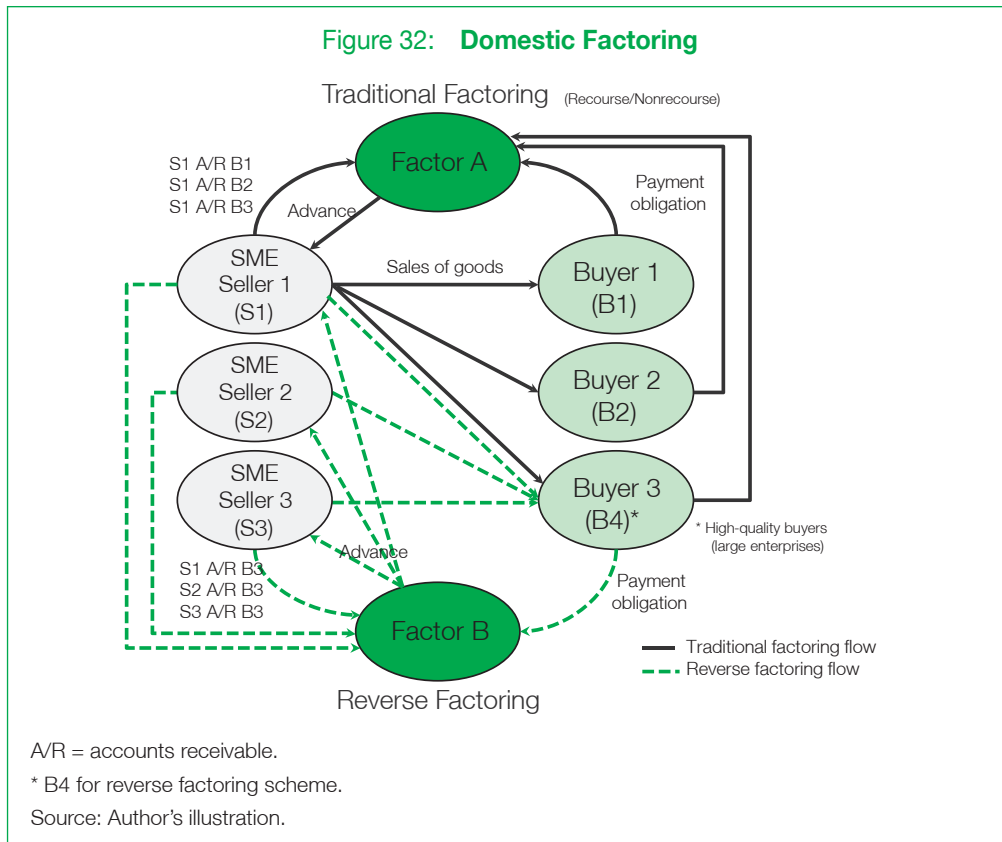 Figure 32: Domestic Factoring
Traditional Factoring (Recourse/Nonrecourse)
Factor A
S1 A/R B1
S1 A/R B2
S1 A/R B3
Advance
Payment
obligation
SME
Seller 1
(S1)
Sales of goods
Buyer 1
(B1)
SME
Seller 2
(S2)
Buyer 2
(B2)
SME
Seller 3
(S3)
Buyer 3
(B4)*
* High-quality buyers
(large enterprises)
Advance
S1 A/R B3
S2 A/R B3
S3 A/R B3
Payment
obligation
Factor B
Reverse Factoring
Traditional factoring flow
Reverse factoring flow
A/R = accounts receivable.
* B4 for reverse factoring scheme.
Source: Author's illustration.